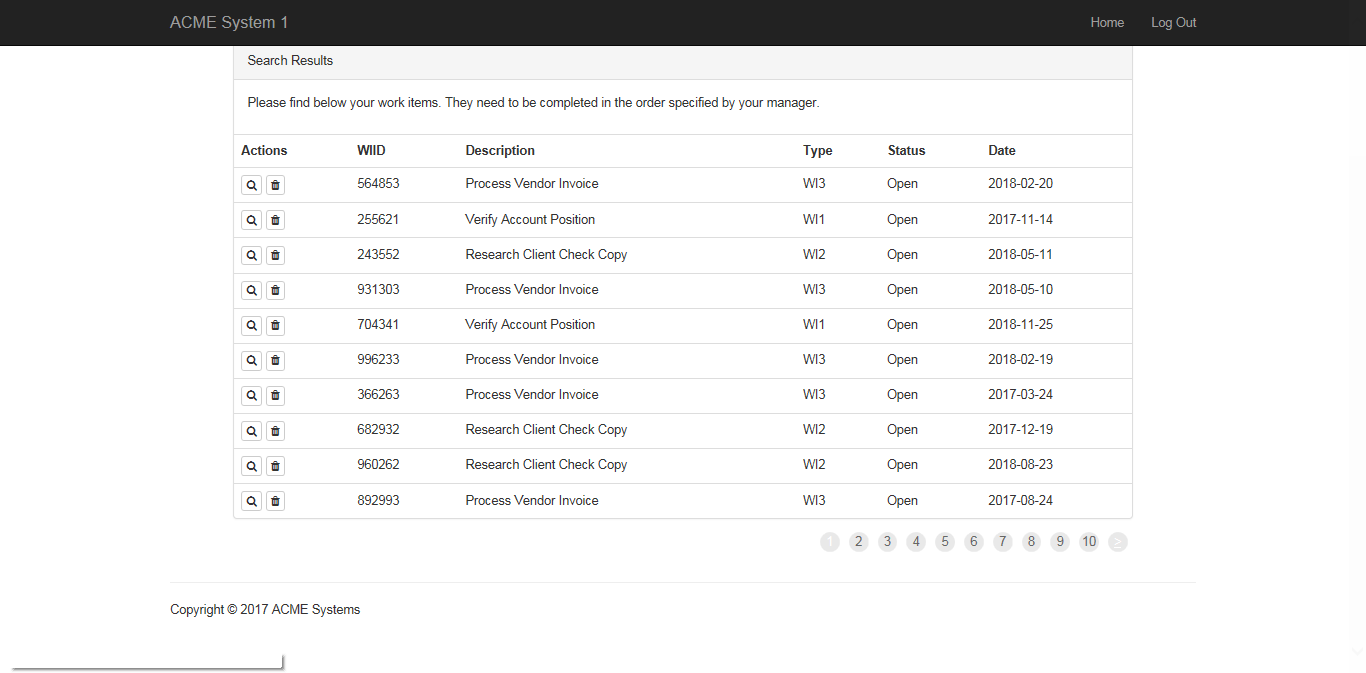 ACME System 1 Home Log Out
Search Results
Please find below your work items. They need to be completed in the order specified by your manager.
Actions WIID Description Type Status Date
564853 Process Vendor Invoice WI3 Open 2018-02-20
255621 Verify Account Position WI1 Open 2017-11-14
243552 Research Client Check Copy WI2 Open 2018-05-11
931303 Process Vendor Invoice WI3 Open 2018-05-10
704341 Verify Account Position WI1 Open 2018-11-25
996233 Process Vendor Invoice WI3 Open 2018-02-19
366263 Process Vendor Invoice WI3 Open 2017-03-24
682932 Research Client Check Copy WI2 Open 2017-12-19
960262 Research Client Check Copy WI2 Open 2018-08-23
892993 Process Vendor Invoice WI3 Open 2017-08-24
1 2 3 4 5 6 7 8 9 10 >
Copyright © 2017 ACME Systems